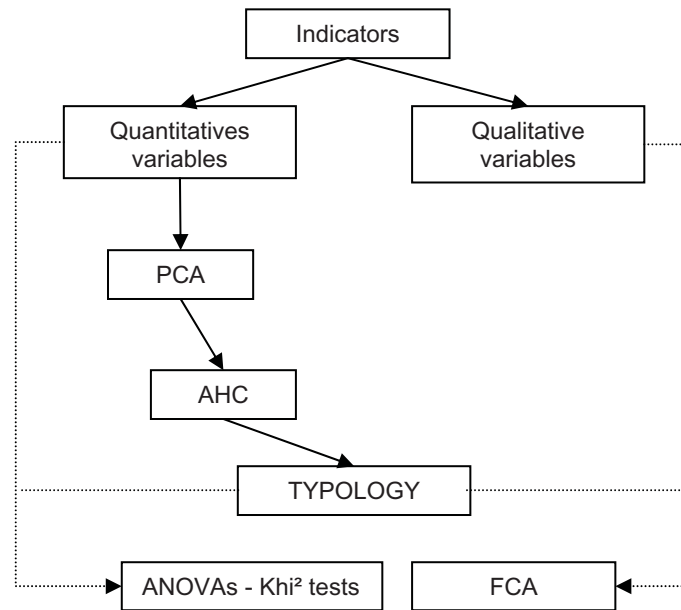 Indicators
Quantitatives
variables
Qualitative
variables
PCA
AHC
TYPOLOGY
ANOVAs - Khi² tests
FCA